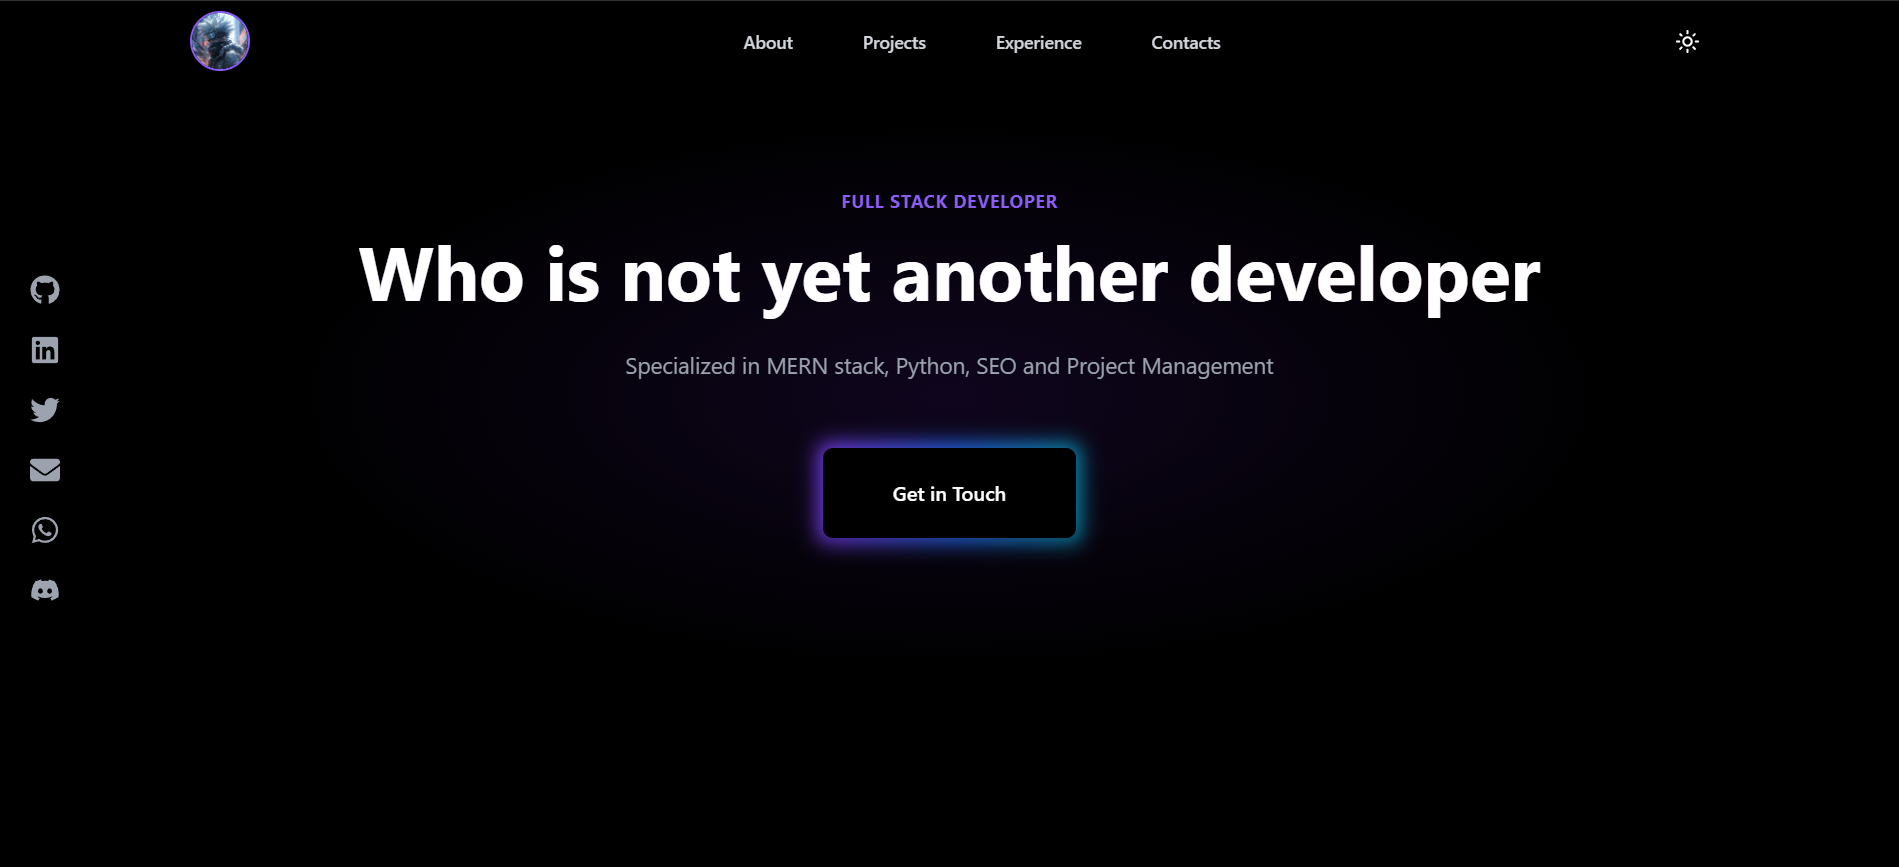 About
Projects
Experience
Contacts
FULL STACK DEVELOPER
Who is not yet another developer
Specialized in MERN stack, Python, SEO and Project Management
Get in Touch